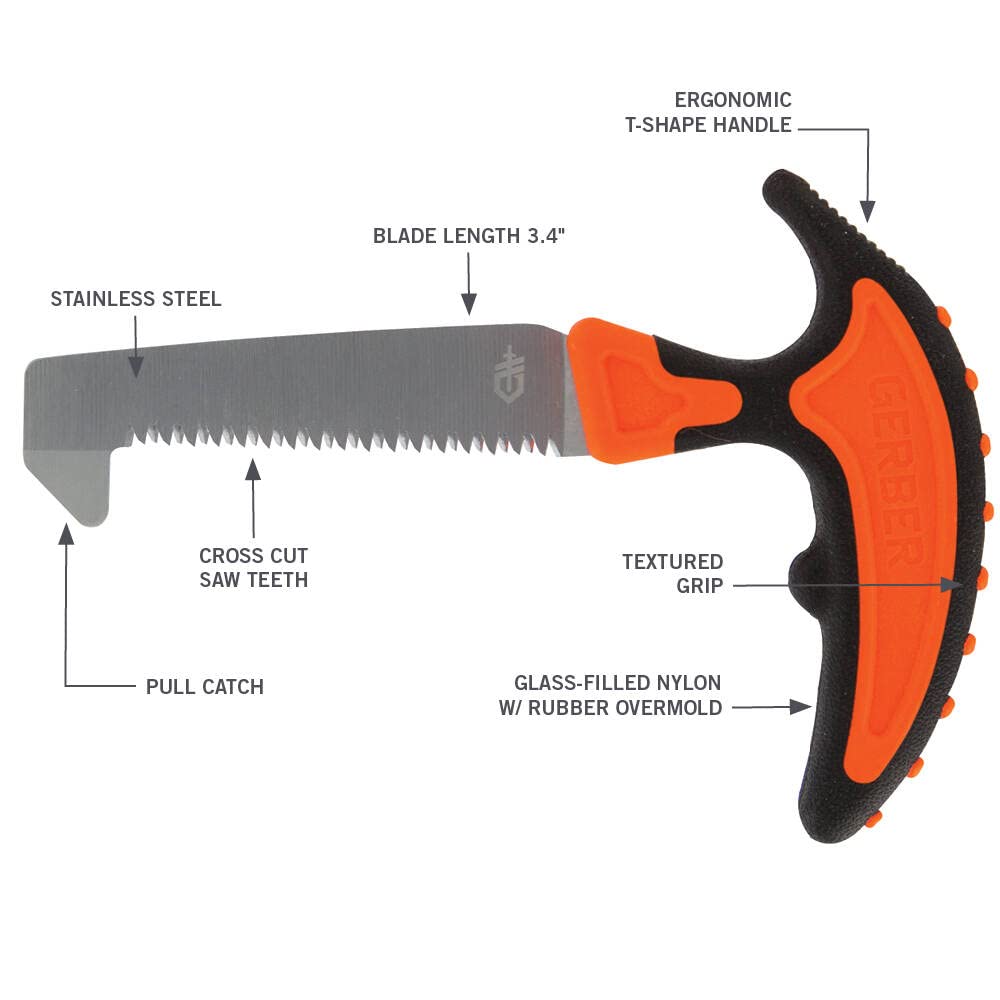 ERGONOMIC
T-SHAPE HANDLE
BLADE LENGTH 3.4"
STAINLESS STEEL
GERBER
CROSS CUT
SAW TEETH
TEXTURED
GRIP
PULL CATCH
GLASS-FILLED NYLON
W/ RUBBER OVERMOLD